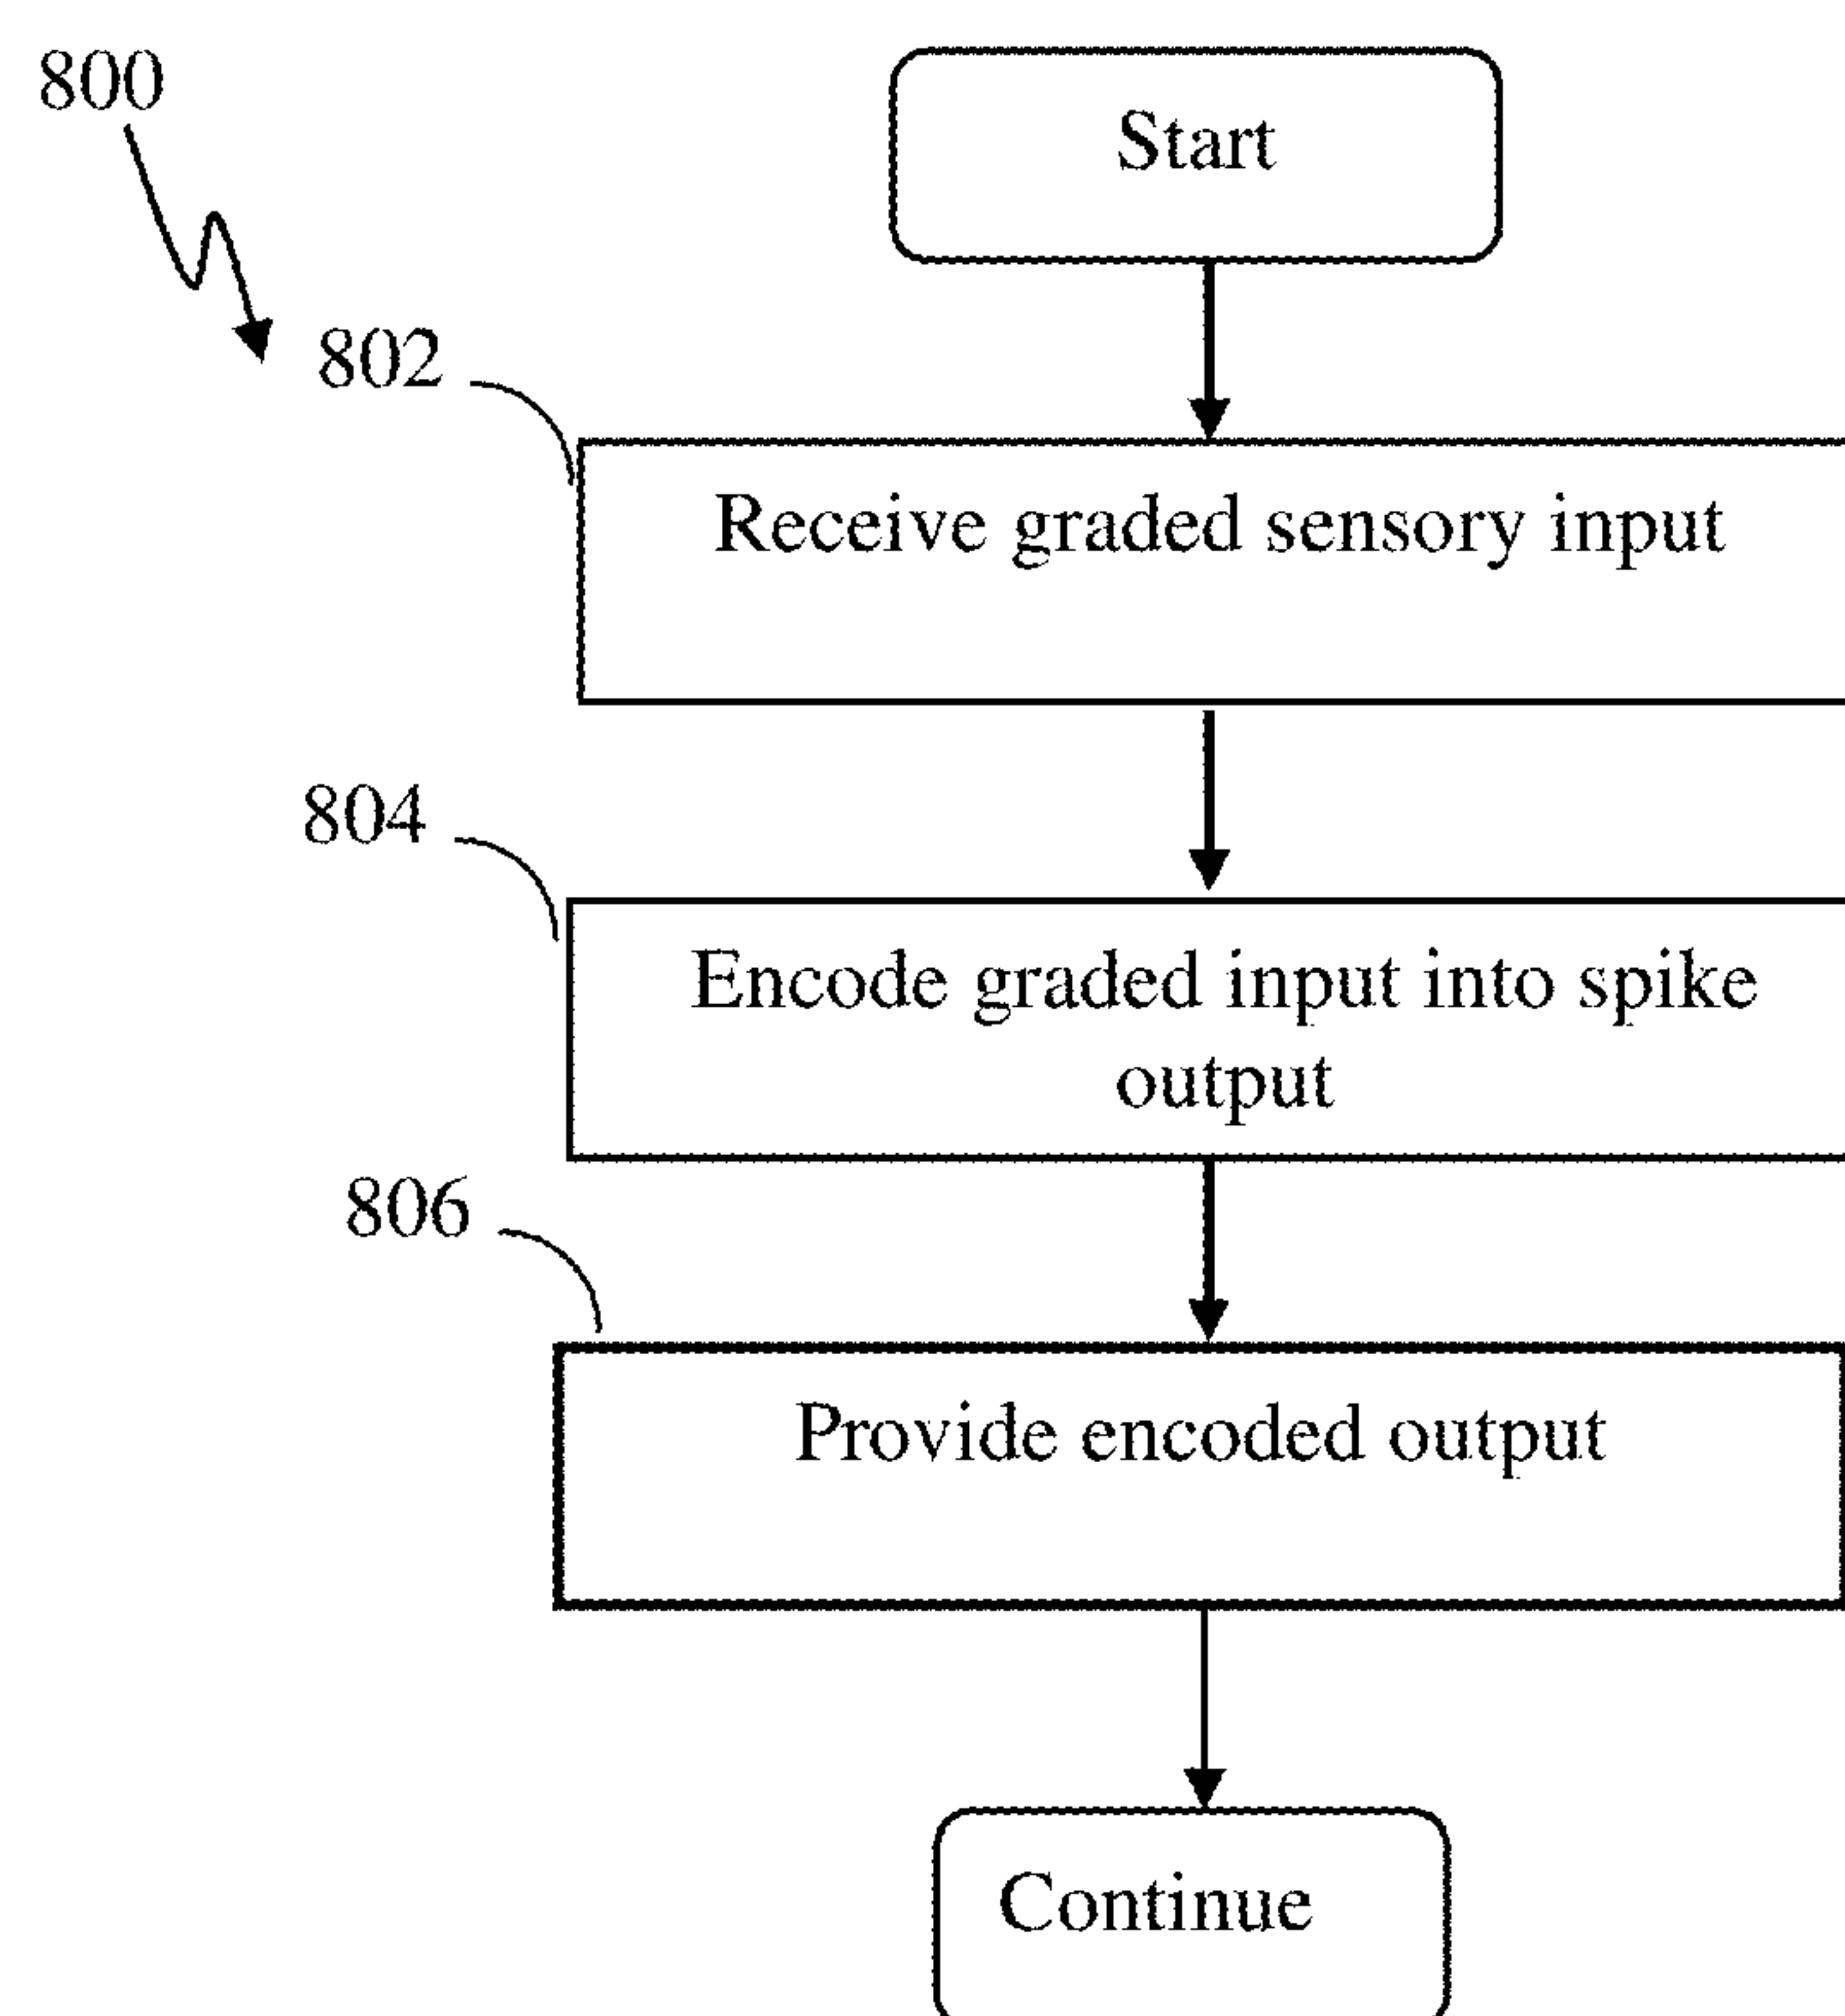 800
Start
802
Receive graded sensory input
804
Encode graded input into spike
output
806
Provide encoded output
Continue